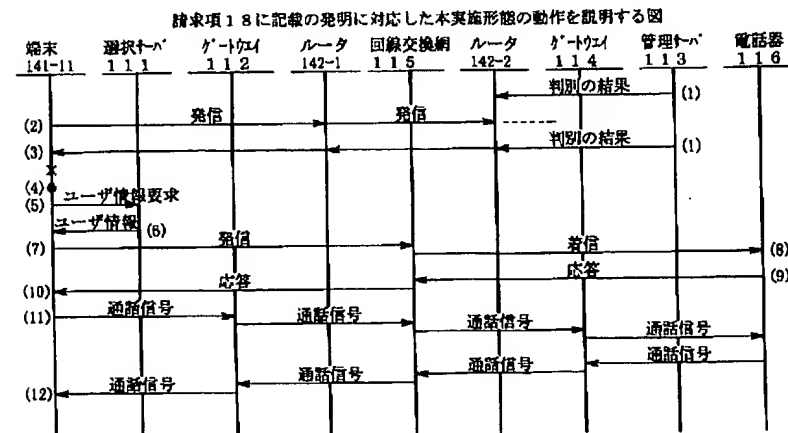 請求項18に記載の発明に対応した本実施形態の動作を説明する図
端末 選択サーバ ゲートウエイ ルータ 回線交換網 ルータ ゲートウエイ 管理サーバ 電話器
141-11 111 112 142-1 115 142-2 114 113 116
判別の結果 (1)
(2) 発信 発信
(3) 判別の結果 (1)
(4)
(5) ユーザ情報要求
ユーザ情報 (6)
(7) 発信 着信 (8)
応答 (9)
(10) 応答
(11) 通話信号 通話信号 通話信号 通話信号
(12) 通話信号 通話信号 通話信号 通話信号